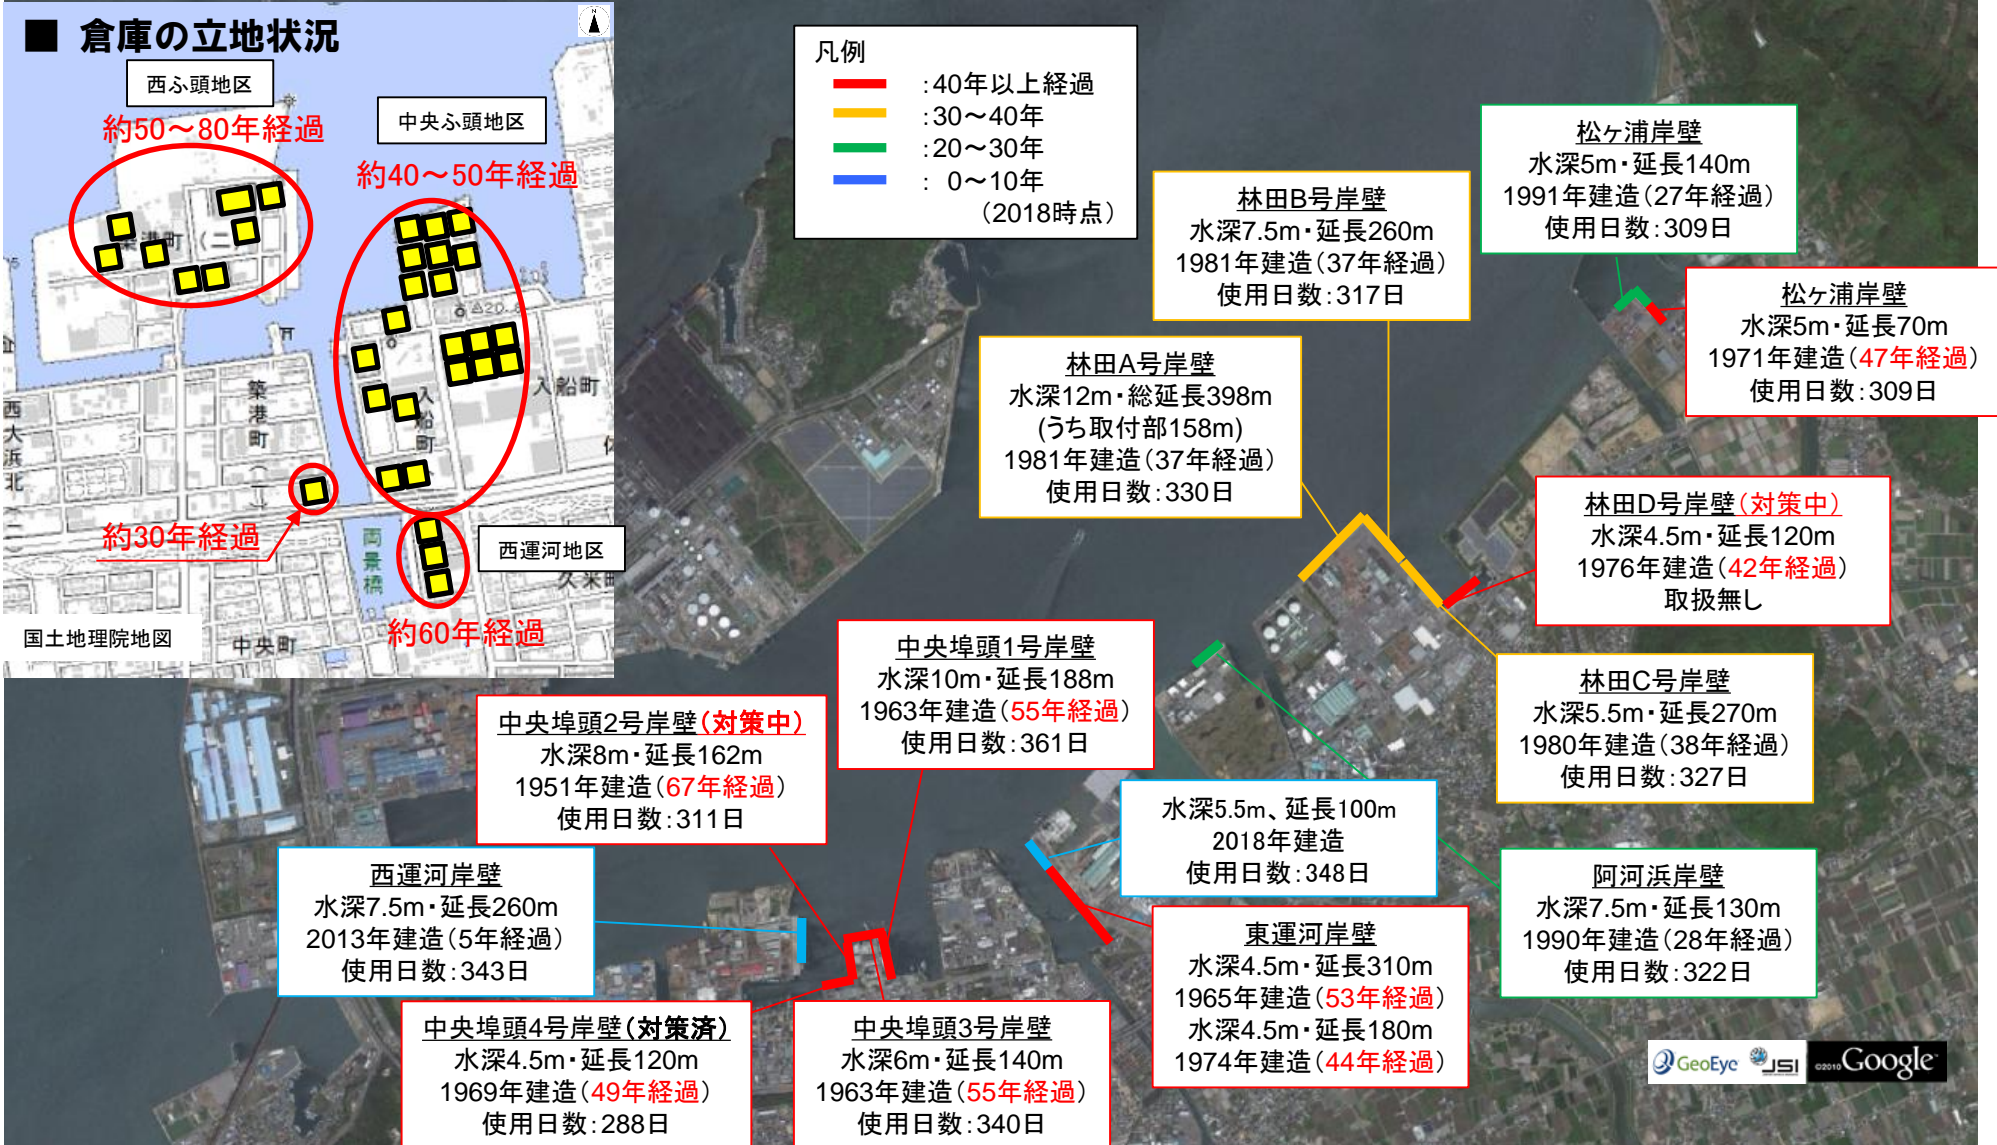 ■ 倉庫の立地状況
西ふ頭地区
約50～80年経過
中央ふ頭地区
約40～50年経過
築港町(二)
△20.6
入船町
築港町(二)
入船町
西大浜北
約30年経過
両景橋
西運河地区
久米町
約60年経過
国土地理院地図
中央町
凡例
：40年以上経過
：30～40年
：20～30年
： 0～10年
（2018時点）
松ヶ浦岸壁
水深5m・延長140m
1991年建造（27年経過）
使用日数：309日
林田B号岸壁
水深7.5m・延長260m
1981年建造（37年経過）
使用日数：317日
松ヶ浦岸壁
水深5m・延長70m
1971年建造（47年経過）
使用日数：309日
林田A号岸壁
水深12m・総延長398m
(うち取付部158m)
1981年建造（37年経過）
使用日数：330日
林田D号岸壁（対策中）
水深4.5m・延長120m
1976年建造（42年経過）
取扱無し
中央埠頭1号岸壁
水深10m・延長188m
1963年建造（55年経過）
使用日数：361日
林田C号岸壁
水深5.5m・延長270m
1980年建造（38年経過）
使用日数：327日
中央埠頭2号岸壁（対策中）
水深8m・延長162m
1951年建造（67年経過）
使用日数：311日
水深5.5m、延長100m
2018年建造
使用日数：348日
西運河岸壁
水深7.5m・延長260m
2013年建造（5年経過）
使用日数：343日
阿河浜岸壁
水深7.5m・延長130m
1990年建造（28年経過）
使用日数：322日
東運河岸壁
水深4.5m・延長310m
1965年建造（53年経過）
水深4.5m・延長180m
1974年建造（44年経過）
中央埠頭4号岸壁（対策済）
水深4.5m・延長120m
1969年建造（49年経過）
使用日数：288日
中央埠頭3号岸壁
水深6m・延長140m
1963年建造（55年経過）
使用日数：340日
GeoEye JSI ©2010 Google